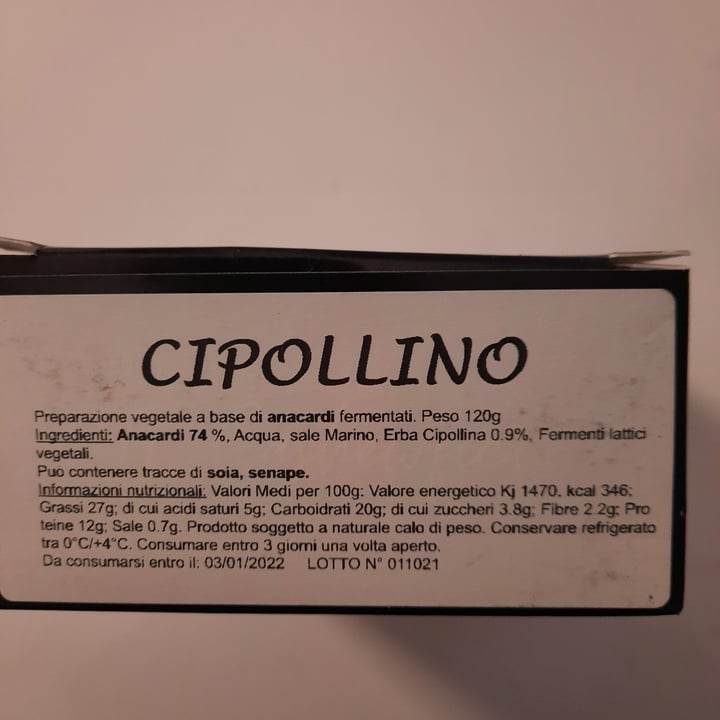 CIPOLLINO
Preparazione vegetale a base di anacardi fermentati. Peso 120g
Ingredienti: Anacardi 74 %, Acqua, sale Marino, Erba Cipollina 0.9%, Fermenti lattici
vegetali.
Può contenere tracce di soia, senape.
Informazioni nutrizionali: Valori Medi per 100g: Valore energetico Kj 1470, kcal 346;
Grassi 27g; di cui acidi saturi 5g; Carboidrati 20g; di cui zuccheri 3.8g; Fibre 2.2g; Pro
teine 12g; Sale 0.7g. Prodotto soggetto a naturale calo di peso. Conservare refrigerato
tra 0°C/+4°C. Consumare entro 3 giorni una volta aperto.
Da consumarsi entro il: 03/01/2022 LOTTO N° 011021